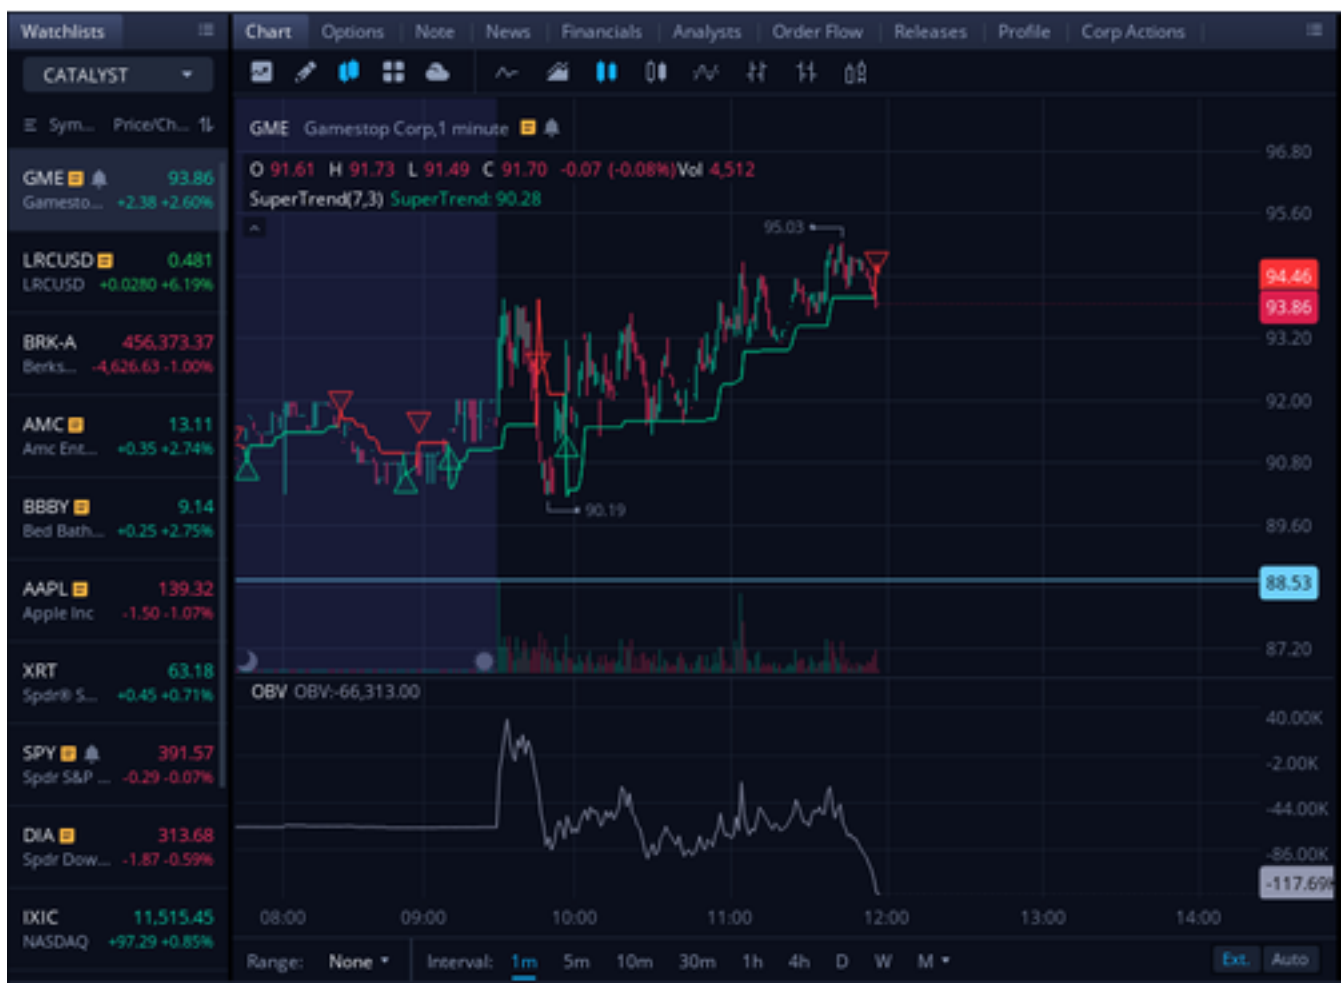 Watchlists
Chart Options Note News Financials Analysts Order Flow Releases Profile Corp Actions
CATALYST
Sym... Price/Ch...
GME 93.86
Gamesto... +2.38 +2.60%
LRCUSD 0.481
LRCUSD +0.0280 +6.19%
BRK-A 456,373.37
Berks... -4,626.63 -1.00%
AMC 13.11
Amc Ent... +0.35 +2.74%
BBBY 9.14
Bed Bath... +0.25 +2.75%
AAPL 139.32
Apple Inc -1.50 -1.07%
XRT 63.18
Spdr® S... +0.45 +0.71%
SPY 391.57
Spdr S&P ... -0.29 -0.07%
DIA 313.68
Spdr Dow... -1.87 -0.59%
IXIC 11,515.45
NASDAQ +97.29 +0.85%
GME Gamestop Corp,1 minute
O 91.61 H 91.73 L 91.49 C 91.70 -0.07 (-0.08%) Vol 4,512
SuperTrend(7,3) SuperTrend: 90.28
95.03
90.19
96.80
95.60
94.46
93.86
93.20
92.00
90.80
89.60
88.53
87.20
OBV OBV:-66,313.00
40.00K
-2.00K
-44.00K
-86.00K
-117.69K
08:00 09:00 10:00 11:00 12:00 13:00 14:00
Range: None Interval: 1m 5m 10m 30m 1h 4h D W M Ext. Auto